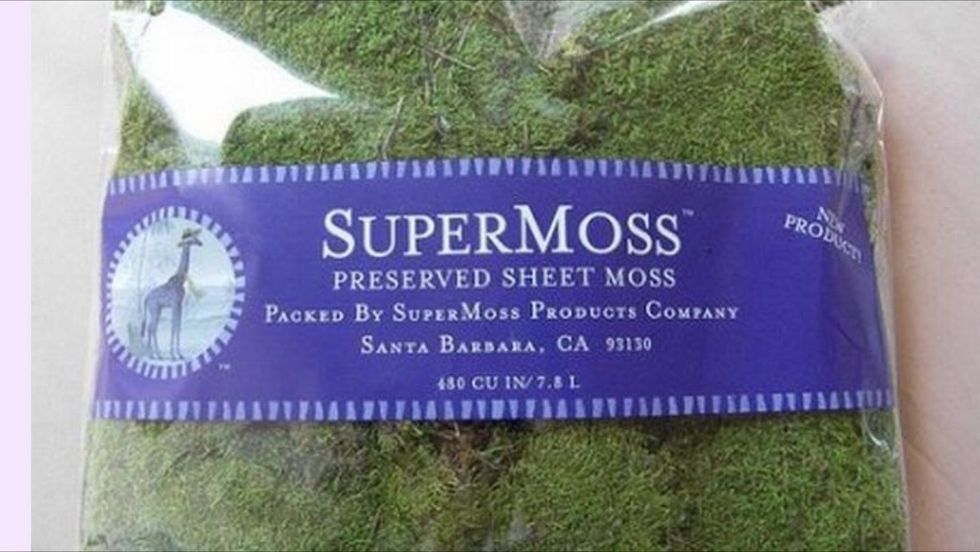 SUPERMOSS™
PRESERVED SHEET MOSS
PACKED BY SUPERMOSS PRODUCTS COMPANY
SANTA BARBARA, CA 93130
480 CU IN/7.8 L
NEW
PRODUCT!
TM